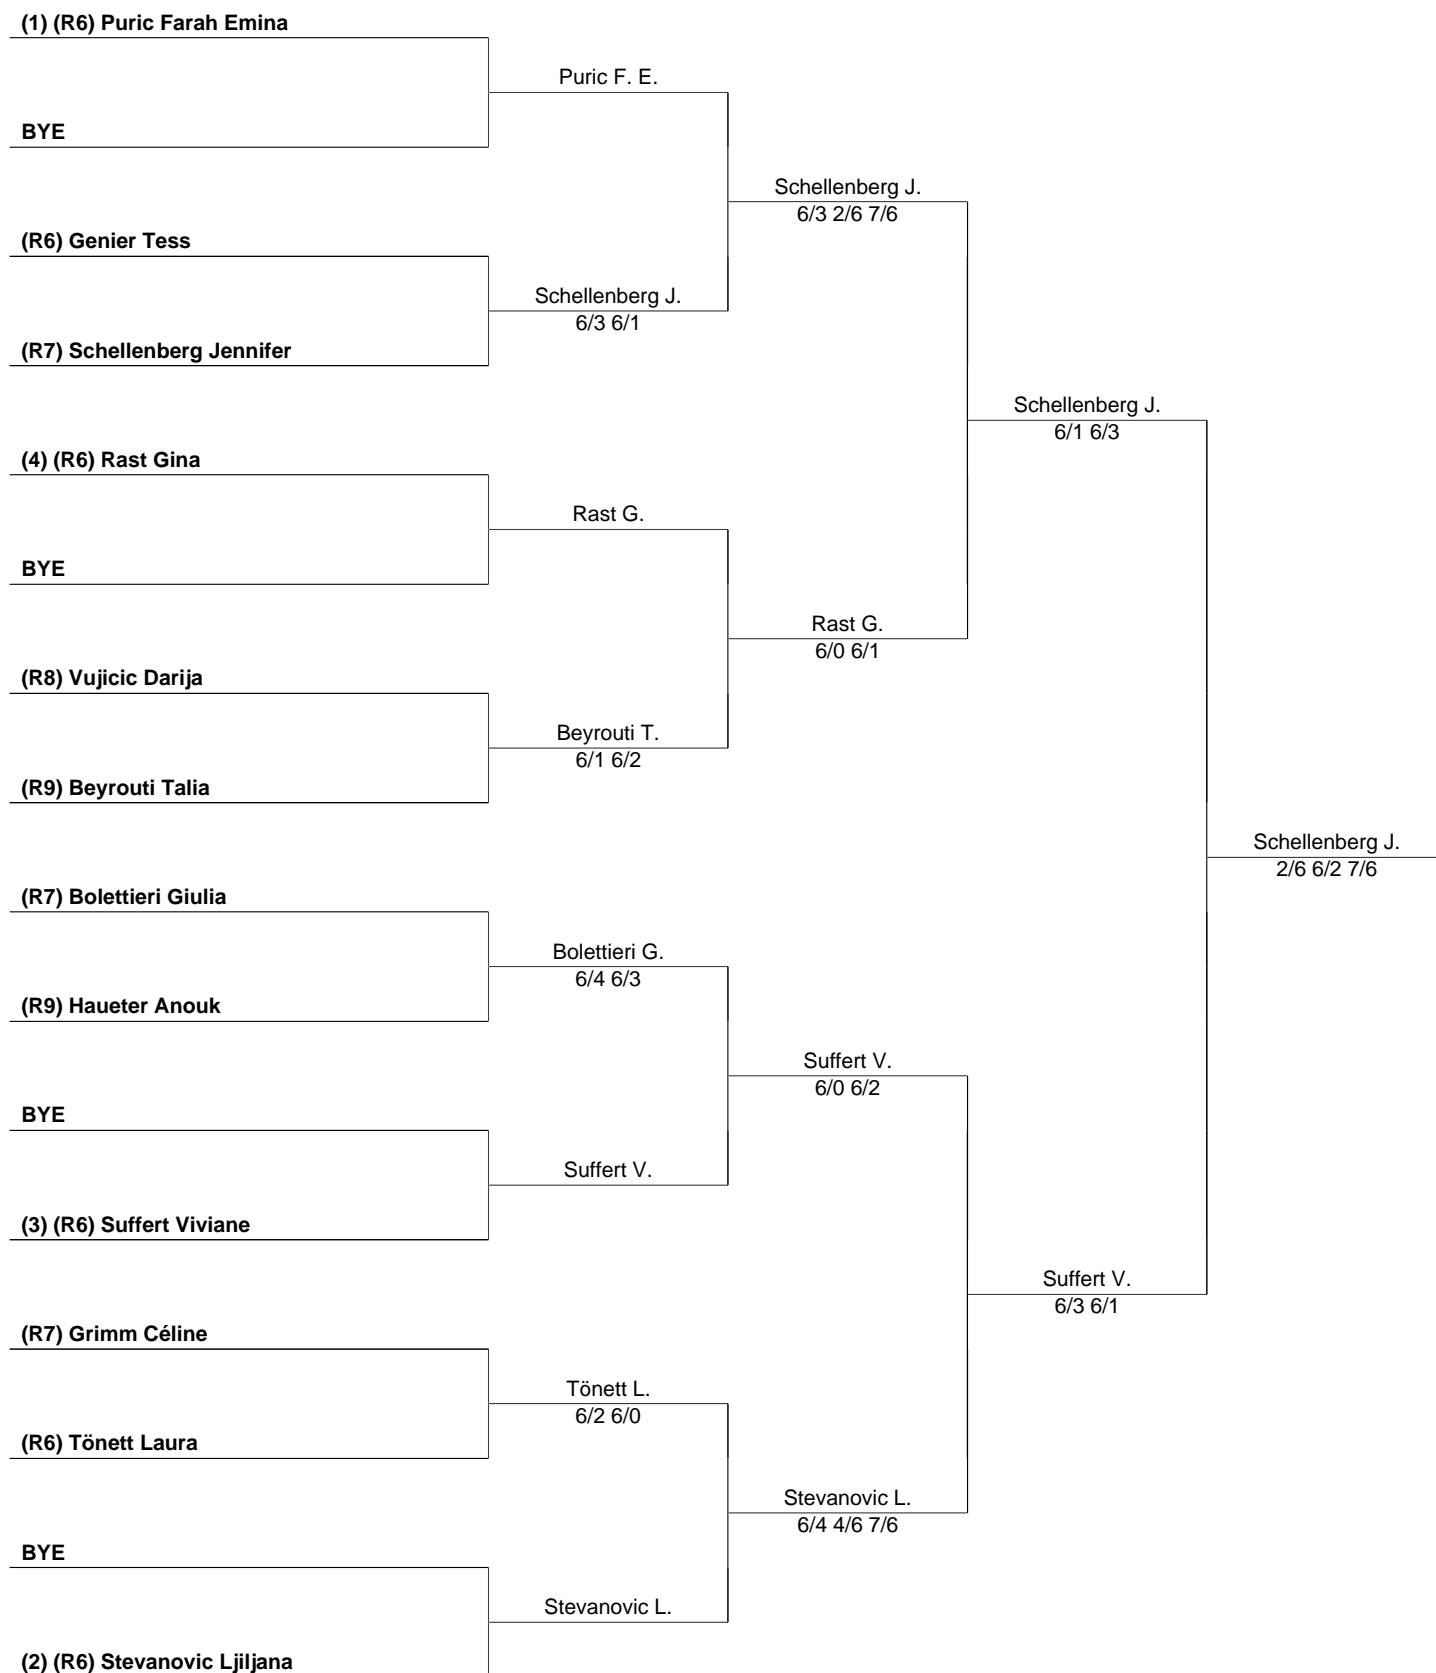 (1) (R6) Puric Farah Emina
Puric F. E.
BYE
Schellenberg J.
6/3 2/6 7/6
(R6) Genier Tess
Schellenberg J.
6/3 6/1
(R7) Schellenberg Jennifer
Schellenberg J.
6/1 6/3
(4) (R6) Rast Gina
Rast G.
BYE
Rast G.
6/0 6/1
(R8) Vujicic Darija
Beyrouti T.
6/1 6/2
(R9) Beyrouti Talia
Schellenberg J.
2/6 6/2 7/6
(R7) Bolettieri Giulia
Bolettieri G.
6/4 6/3
(R9) Haueter Anouk
Suffert V.
6/0 6/2
BYE
Suffert V.
(3) (R6) Suffert Viviane
Suffert V.
6/3 6/1
(R7) Grimm Céline
Tönett L.
6/2 6/0
(R6) Tönett Laura
Stevanovic L.
6/4 4/6 7/6
BYE
Stevanovic L.
(2) (R6) Stevanovic Ljiljana